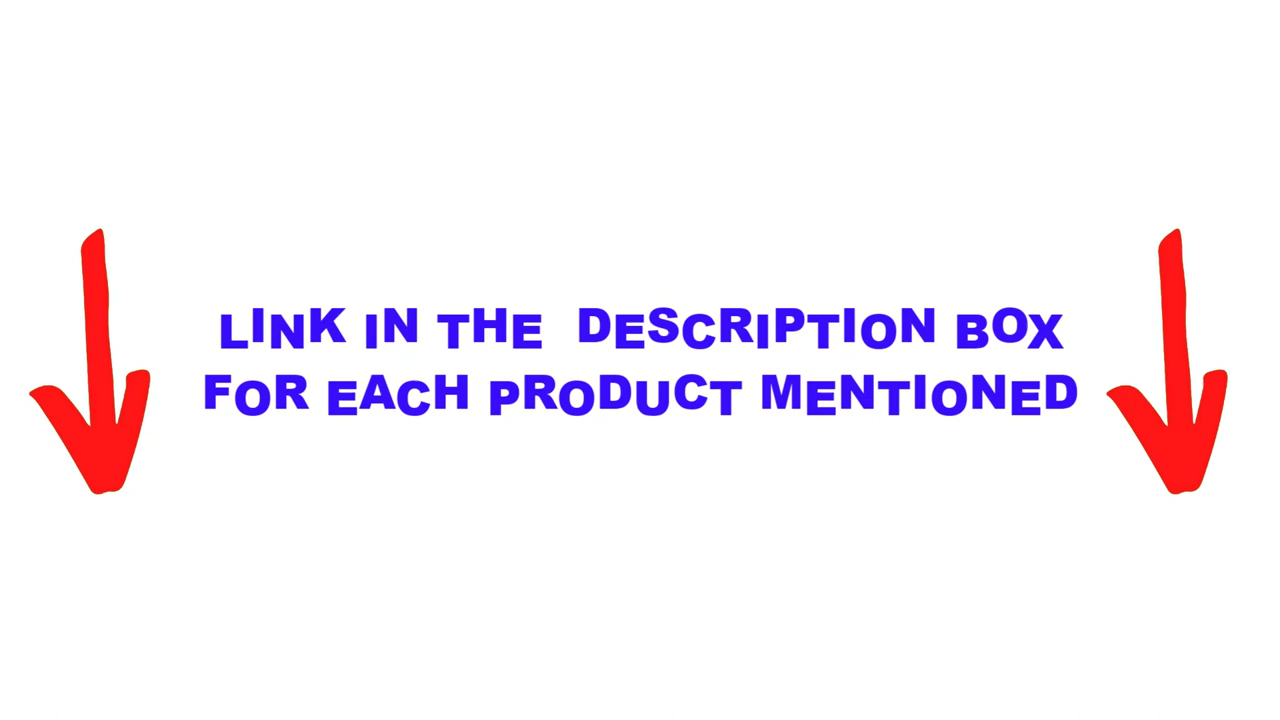 LINK IN THE DESCRIPTION BOX
FOR EACH PRODUCT MENTIONED